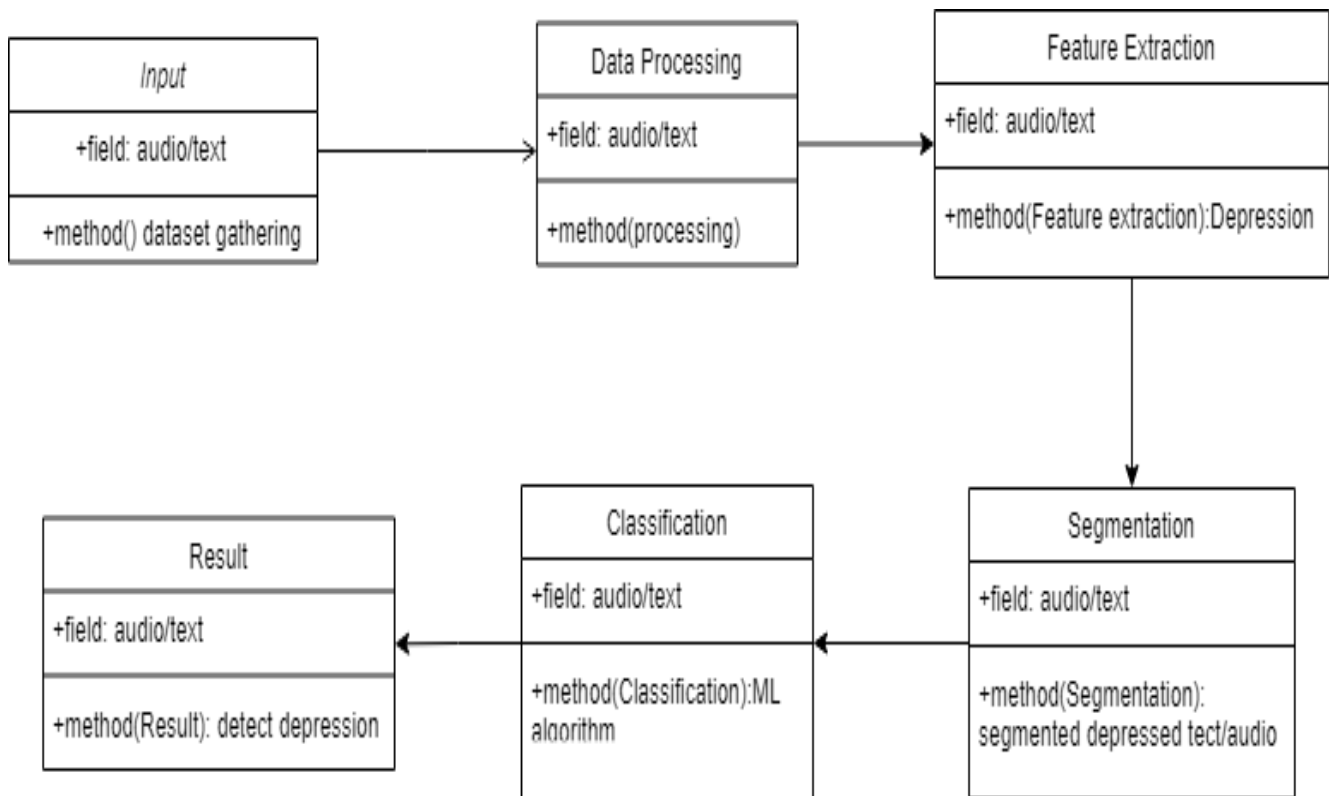 Input
+field: audio/text
+method() dataset gathering
Data Processing
+field: audio/text
+method(processing)
Feature Extraction
+field: audio/text
+method(Feature extraction):Depression
Segmentation
+field: audio/text
+method(Segmentation):
segmented depressed tect/audio
Classification
+field: audio/text
+method(Classification):ML
algorithm
Result
+field: audio/text
+method(Result): detect depression